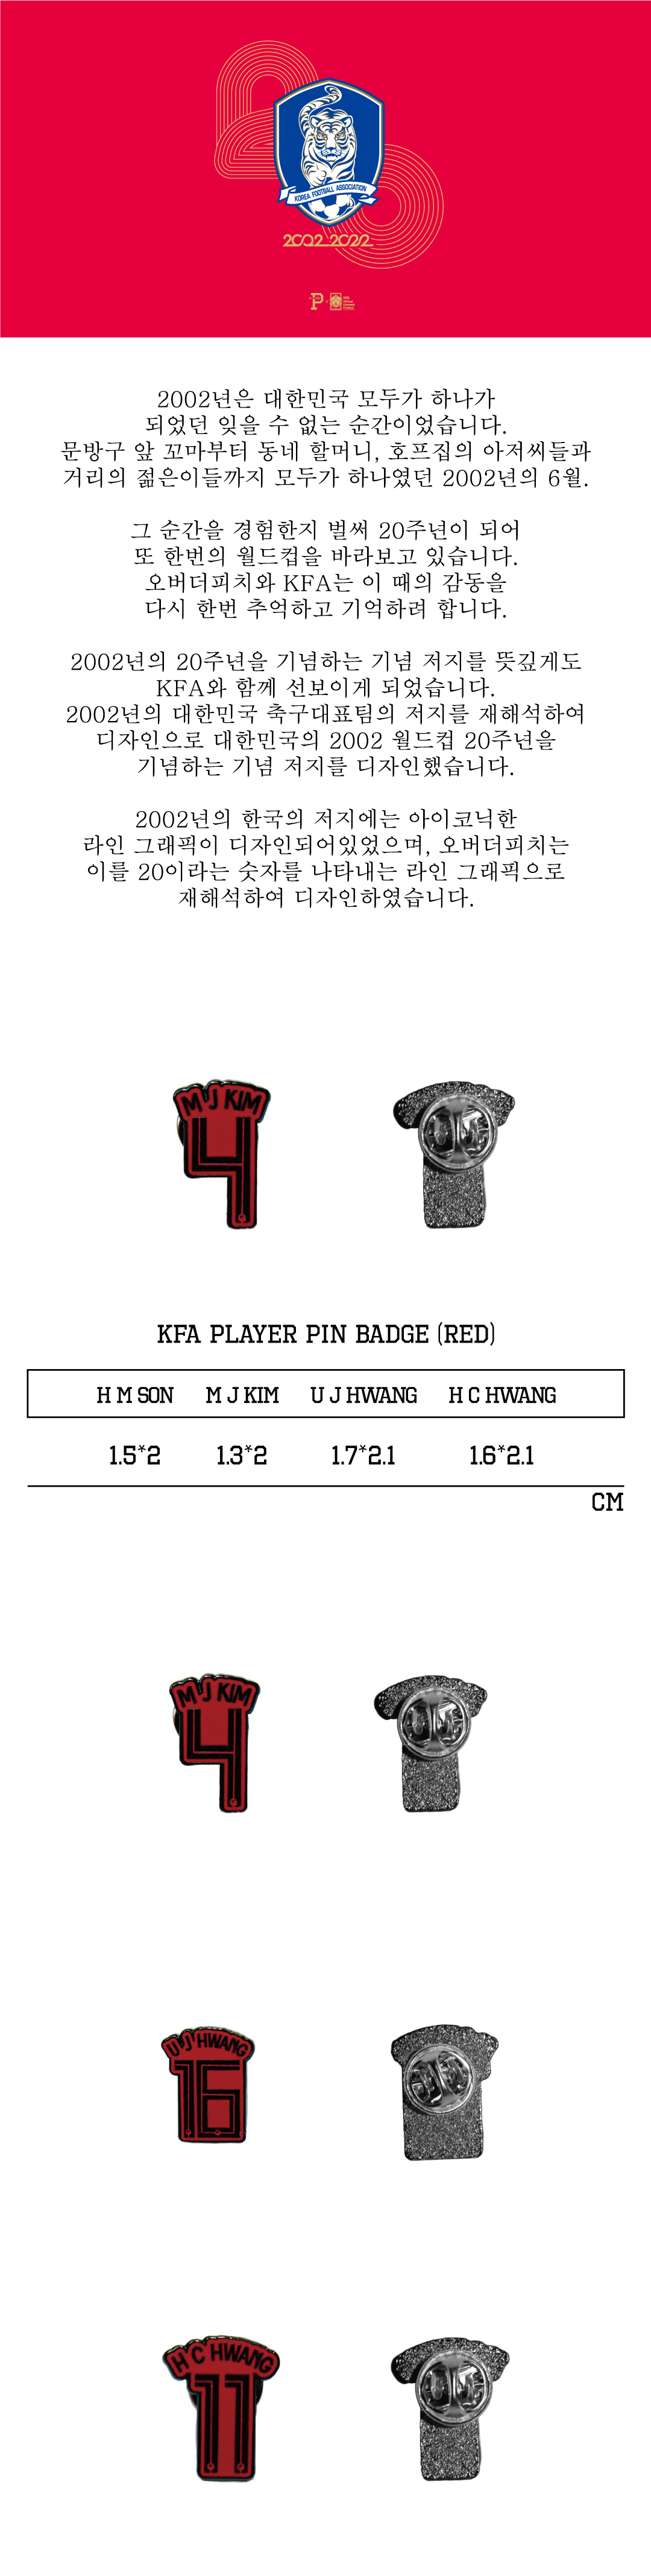 KOREA FOOTBALL ASSOCIATION
2002 2022
P
2002년은 대한민국 모두가 하나가
되었던 잊을 수 없는 순간이었습니다.
문방구 앞 꼬마부터 동네 할머니, 호프집의 아저씨들과
거리의 젊은이들까지 모두가 하나였던 2002년의 6월.
그 순간을 경험한지 벌써 20주년이 되어
또 한번의 월드컵을 바라보고 있습니다.
오버더피치와 KFA는 이 때의 감동을
다시 한번 추억하고 기억하려 합니다.
2002년의 20주년을 기념하는 기념 저지를 뜻깊게도
KFA와 함께 선보이게 되었습니다.
2002년의 대한민국 축구대표팀의 저지를 재해석하여
디자인으로 대한민국의 2002 월드컵 20주년을
기념하는 기념 저지를 디자인했습니다.
2002년의 한국의 저지에는 아이코닉한
라인 그래픽이 디자인되어있었으며, 오버더피치는
이를 20이라는 숫자를 나타내는 라인 그래픽으로
재해석하여 디자인하였습니다.
M J KIM
4
KFA PLAYER PIN BADGE (RED)
H M SON M J KIM U J HWANG H C HWANG
1.5*2 1.3*2 1.7*2.1 1.6*2.1
CM
M J KIM
4
U J HWANG
16
H C HWANG
11